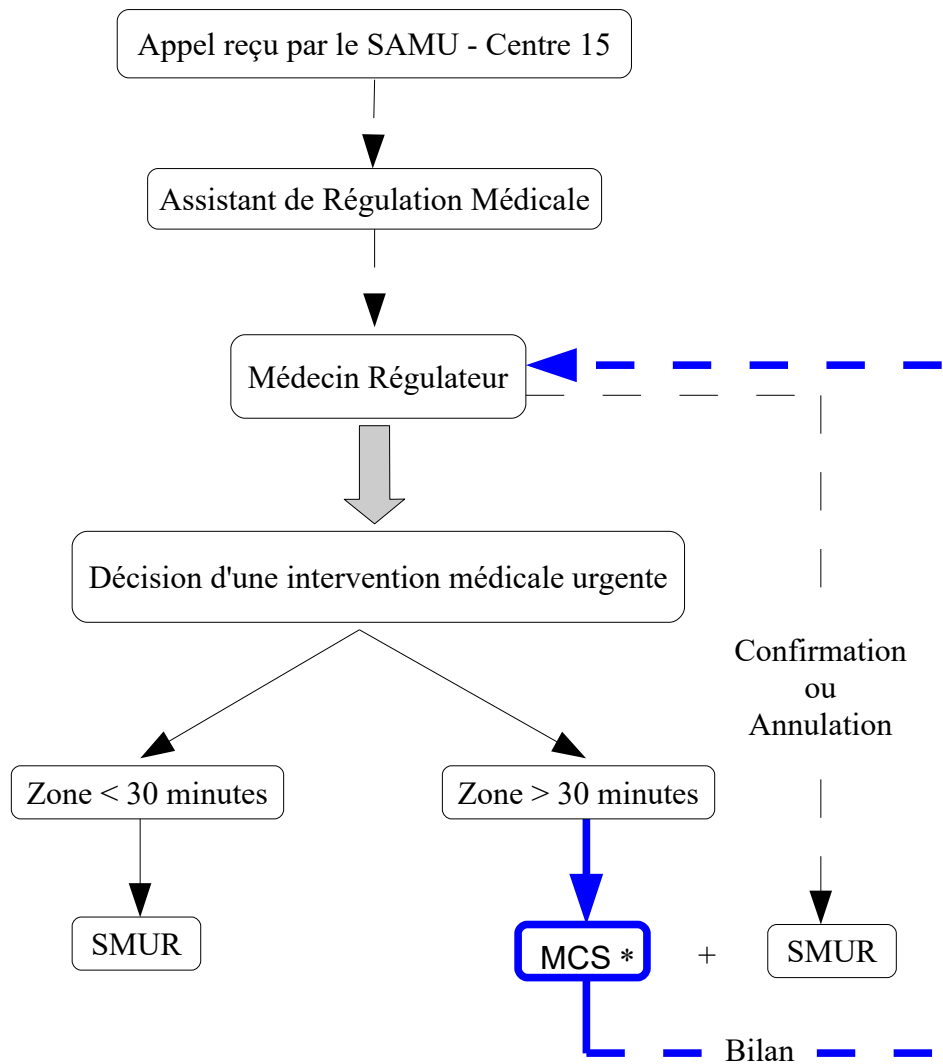 Appel reçu par le SAMU - Centre 15
Assistant de Régulation Médicale
Médecin Régulateur
Décision d'une intervention médicale urgente
Confirmation
ou
Annulation
Zone < 30 minutes
Zone > 30 minutes
SMUR
MCS * + SMUR
Bilan